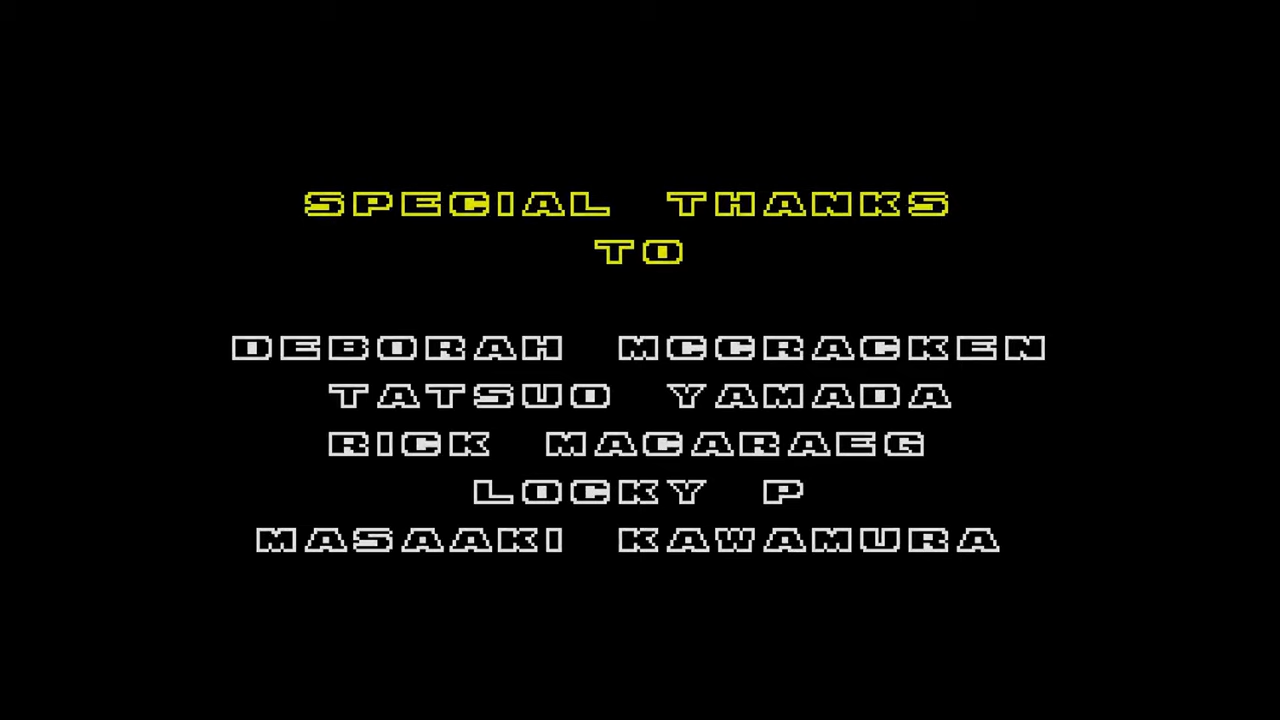 SPECIAL THANKS
TO
DEBORAH MCCRACKEN
TATSUO YAMADA
RICK MACARAEG
LOCKY P
MASAAKI KAWAMURA